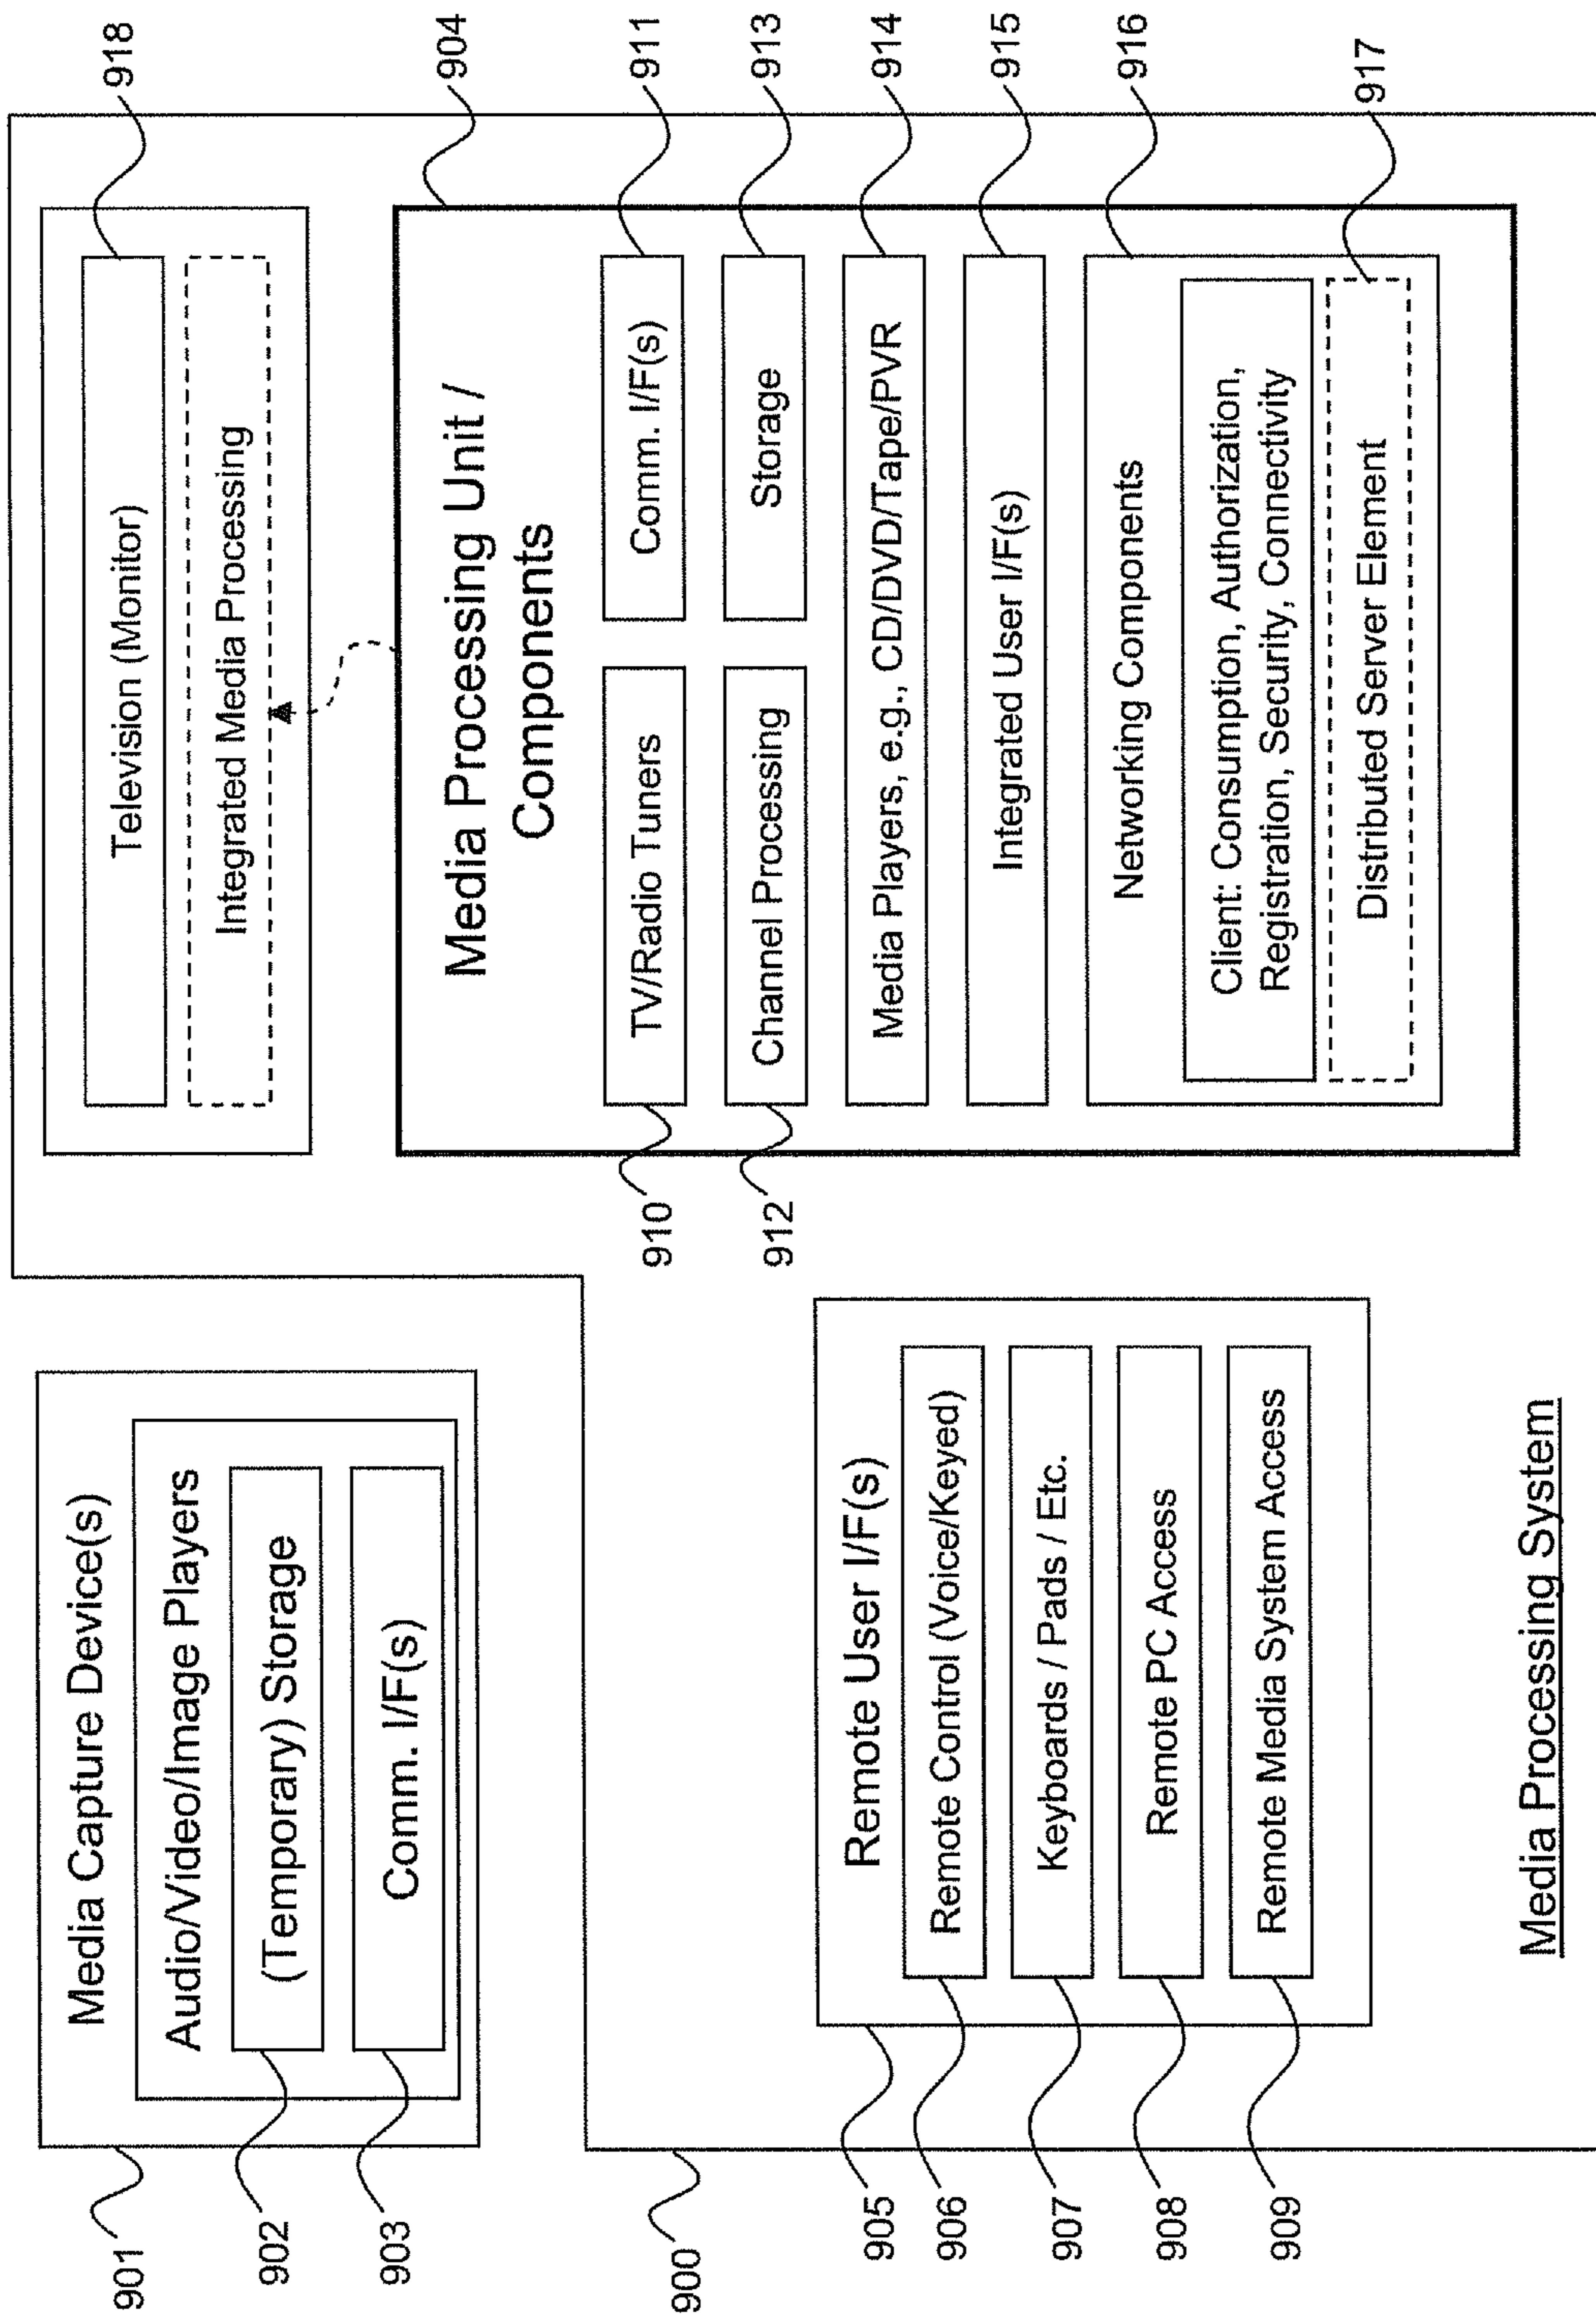 Media Capture Device(s)
Audio/Video/Image Players
(Temporary) Storage
Comm. I/F(s)
901
902
903
900
Remote User I/F(s)
Remote Control (Voice/Keyed)
Keyboards / Pads / Etc.
Remote PC Access
Remote Media System Access
905
906
907
908
909
Media Processing System
Television (Monitor)
Integrated Media Processing
918
Media Processing Unit /
Components
904
TV/Radio Tuners
Comm. I/F(s)
910
911
Channel Processing
Storage
912
913
Media Players, e.g., CD/DVD/Tape/PVR
914
Integrated User I/F(s)
915
Networking Components
916
Client: Consumption, Authorization,
Registration, Security, Connectivity
Distributed Server Element
917